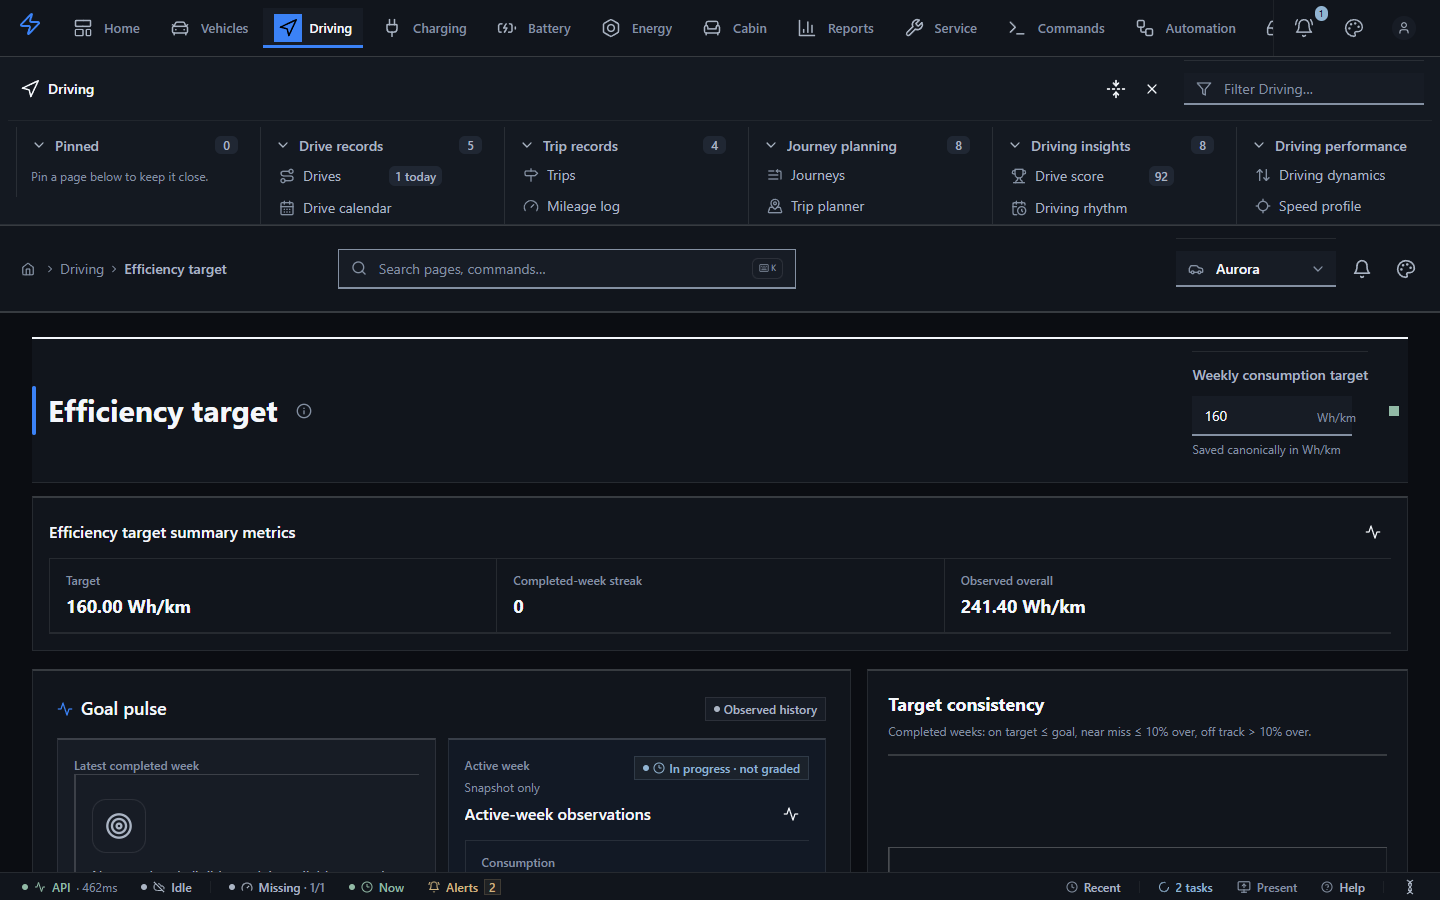 Home Vehicles Driving Charging Battery Energy Cabin Reports Service Commands Automation 1
Driving Filter Driving...
Pinned 0
Pin a page below to keep it close.
Drive records 5
Drives 1 today
Drive calendar
Trip records 4
Trips
Mileage log
Journey planning 8
Journeys
Trip planner
Driving insights 8
Drive score 92
Driving rhythm
Driving performance
Driving dynamics
Speed profile
Driving Efficiency target Search pages, commands... K Aurora
Efficiency target
Weekly consumption target
160 Wh/km
Saved canonically in Wh/km
Efficiency target summary metrics
Target
160.00 Wh/km
Completed-week streak
0
Observed overall
241.40 Wh/km
Goal pulse Observed history
Latest completed week
Active week
Snapshot only
In progress · not graded
Active-week observations
Consumption
Target consistency
Completed weeks: on target ≤ goal, near miss ≤ 10% over, off track > 10% over.
API · 462ms Idle Missing · 1/1 Now Alerts 2 Recent 2 tasks Present Help